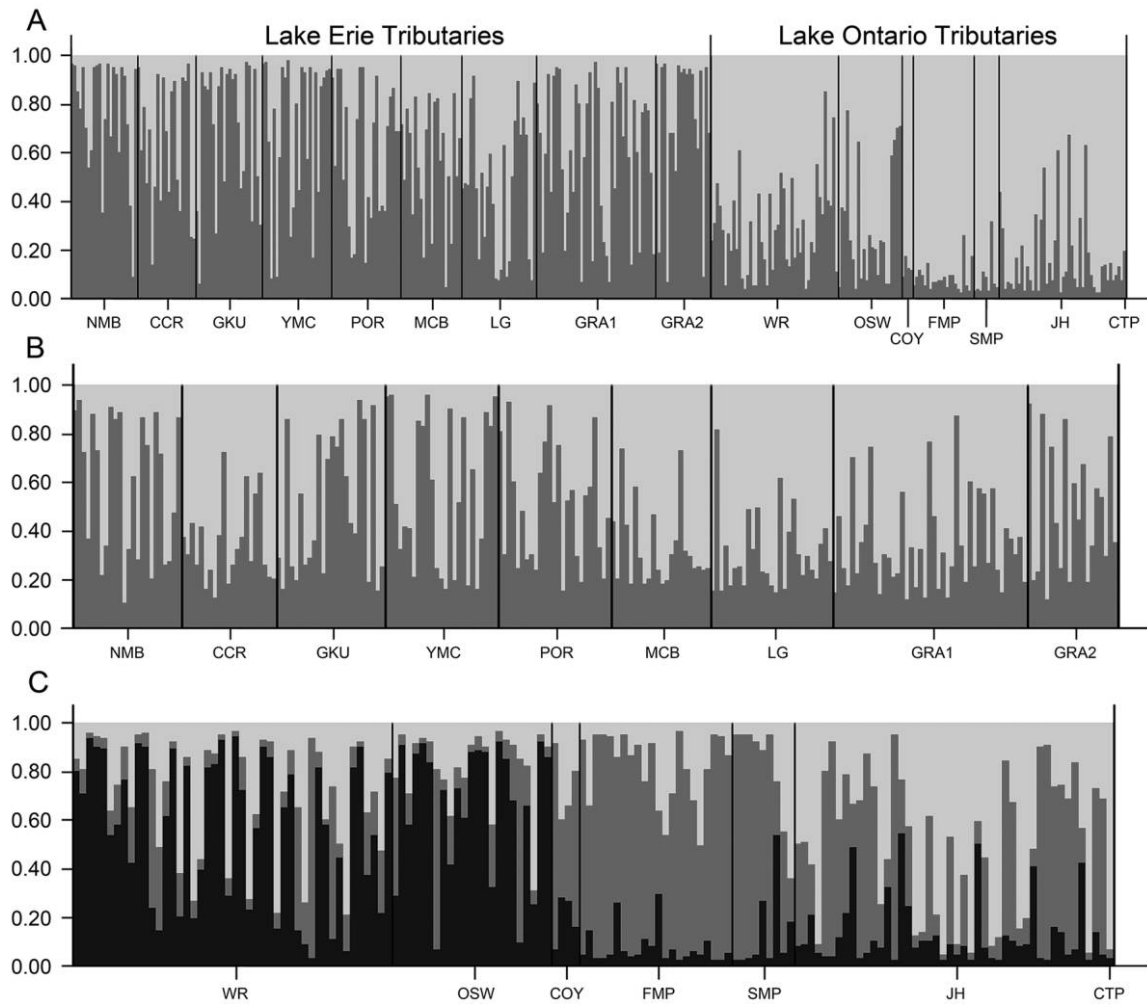 A
Lake Erie Tributaries Lake Ontario Tributaries
1.00
0.80
0.60
0.40
0.20
0.00
NMB CCR GKU YMC POR MCB LG GRA1 GRA2 WR OSW COY FMP SMP JH CTP
B
1.00
0.80
0.60
0.40
0.20
0.00
NMB CCR GKU YMC POR MCB LG GRA1 GRA2
C
1.00
0.80
0.60
0.40
0.20
0.00
WR OSW COY FMP SMP JH CTP